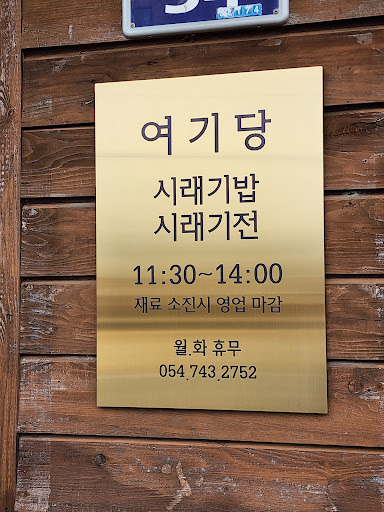 여기당
시래기밥
시래기전
11:30~14:00
재료 소진시 영업 마감
월.화 휴무
054.743.2752